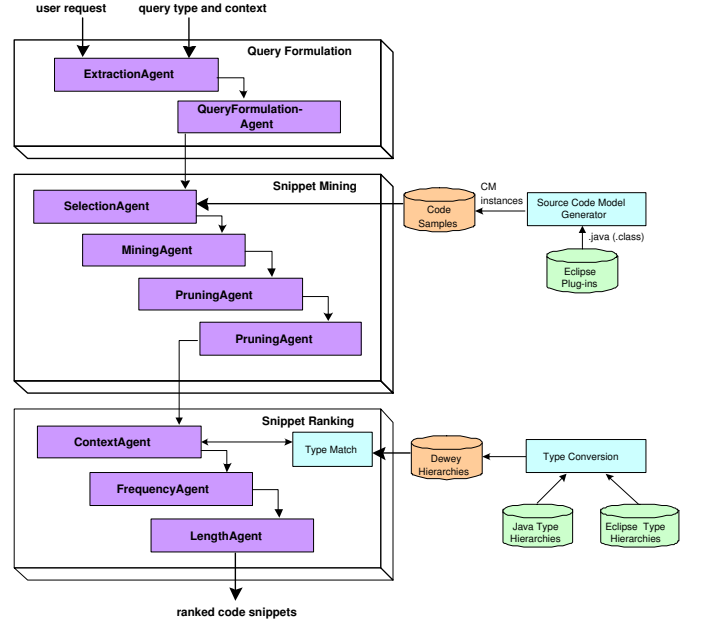 user request
query type and context
Query Formulation
ExtractionAgent
QueryFormulation-
Agent
Snippet Mining
SelectionAgent
MiningAgent
PruningAgent
PruningAgent
Code
Samples
CM
instances
Source Code Model
Generator
.java (.class)
Eclipse
Plug-ins
Snippet Ranking
ContextAgent
Type Match
FrequencyAgent
LengthAgent
Dewey
Hierarchies
Type Conversion
Java Type
Hierarchies
Eclipse Type
Hierarchies
ranked code snippets